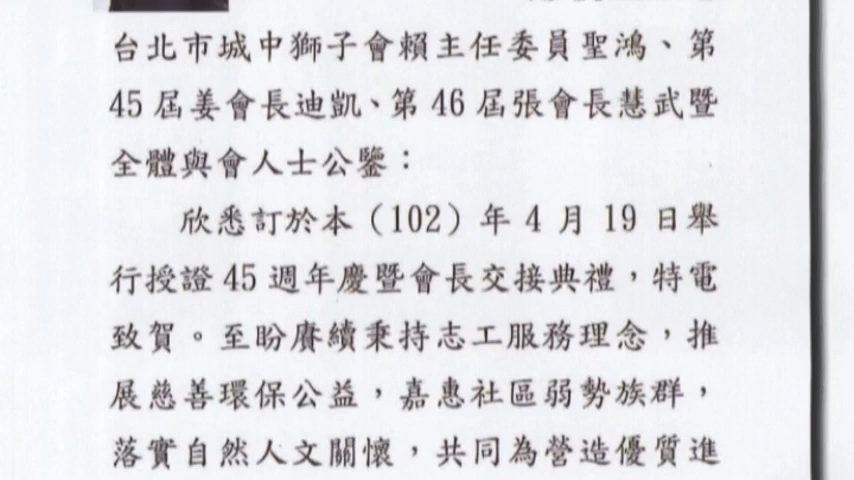 台北市城中獅子會賴主任委員聖鴻、第
45屆姜會長迪凱、第46屆張會長慧武暨
全體與會人士公鑒：
欣悉訂於本（102）年4月19日舉
行授證45週年慶暨會長交接典禮，特電
致賀。至盼賡續秉持志工服務理念，推
展慈善環保公益，嘉惠社區弱勢族群，
落實自然人文關懷，共同為營造優質進